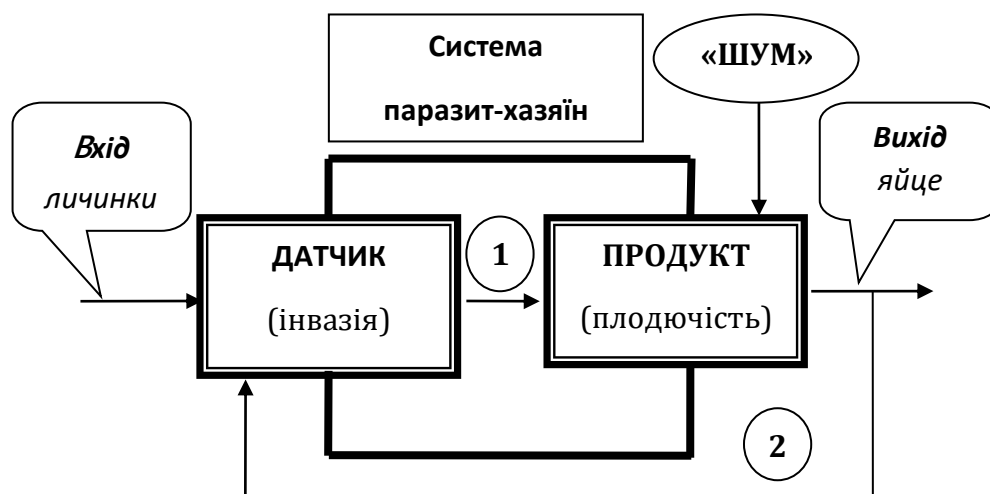 Система
паразит-хазяїн
«ШУМ»
Вхід
личинки
Вихід
яйце
ДАТЧИК
(інвазія)
1
ПРОДУКТ
(плодючість)
2